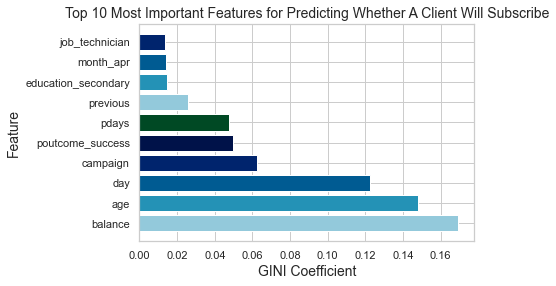 Top 10 Most Important Features for Predicting Whether A Client Will Subscribe
job_technician
month_apr
education_secondary
previous
pdays
poutcome_success
campaign
day
age
balance
Feature
0.00 0.02 0.04 0.06 0.08 0.10 0.12 0.14 0.16
GINI Coefficient